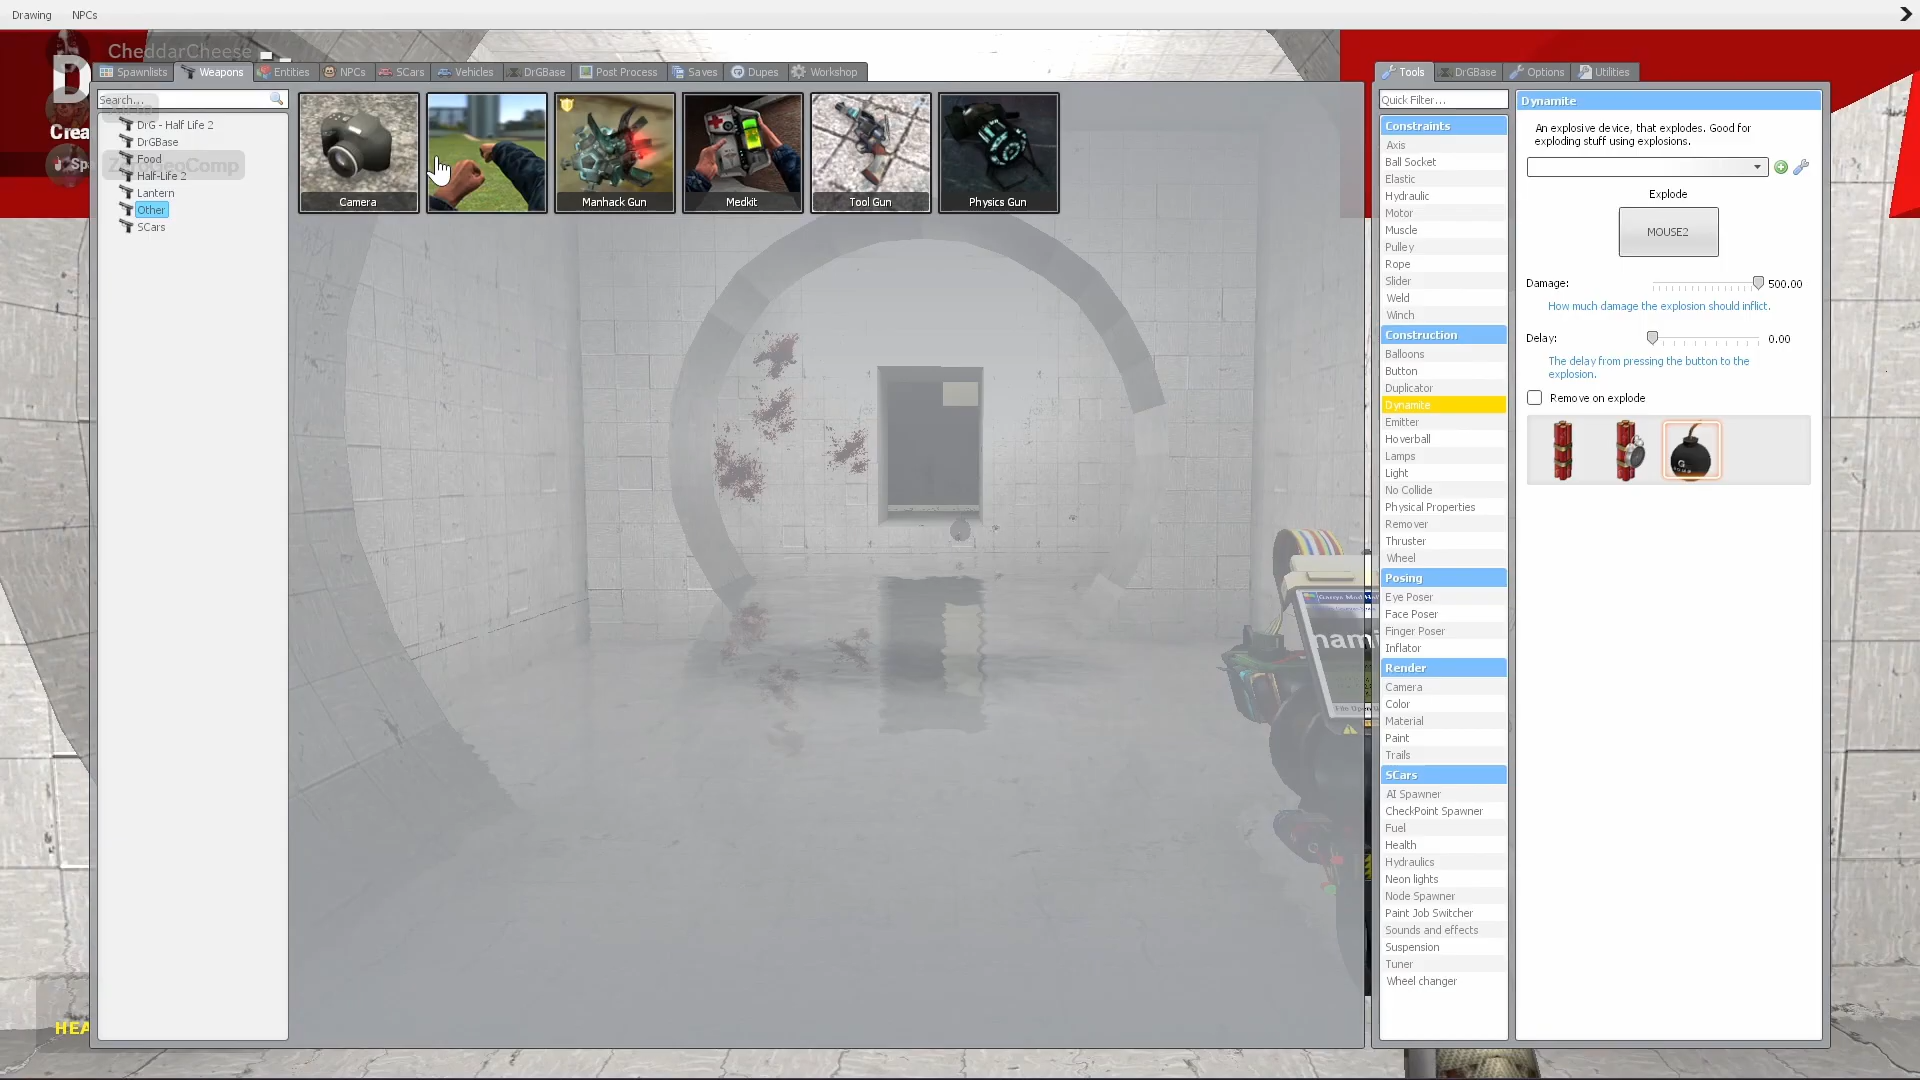 Drawing NPCs
CheddarCheese
Spawnlists Weapons Entities NPCs SCars Vehicles DrGBase Post Process Saves Dupes Workshop
Tools DrGBase Options Utilities
Search...
DrG - Half Life 2
DrGBase
Food
Half-Life 2
Lantern
Other
SCars
D
Crea
Spa
ZeroGeoComp
Camera
Manhack Gun
Medkit
Tool Gun
Physics Gun
HEA
nami
Quick Filter...
Constraints
Axis
Ball Socket
Elastic
Hydraulic
Motor
Muscle
Pulley
Rope
Slider
Weld
Winch
Construction
Balloons
Button
Duplicator
Dynamite
Emitter
Hoverball
Lamps
Light
No Collide
Physical Properties
Remover
Thruster
Wheel
Posing
Eye Poser
Face Poser
Finger Poser
Inflator
Render
Camera
Color
Material
Paint
Trails
SCars
AI Spawner
CheckPoint Spawner
Fuel
Health
Hydraulics
Neon lights
Node Spawner
Paint Job Switcher
Sounds and effects
Suspension
Tuner
Wheel changer
Dynamite
An explosive device, that explodes. Good for
exploding stuff using explosions.
Explode
MOUSE2
Damage: 500.00
How much damage the explosion should inflict.
Delay: 0.00
The delay from pressing the button to the
explosion.
Remove on explode